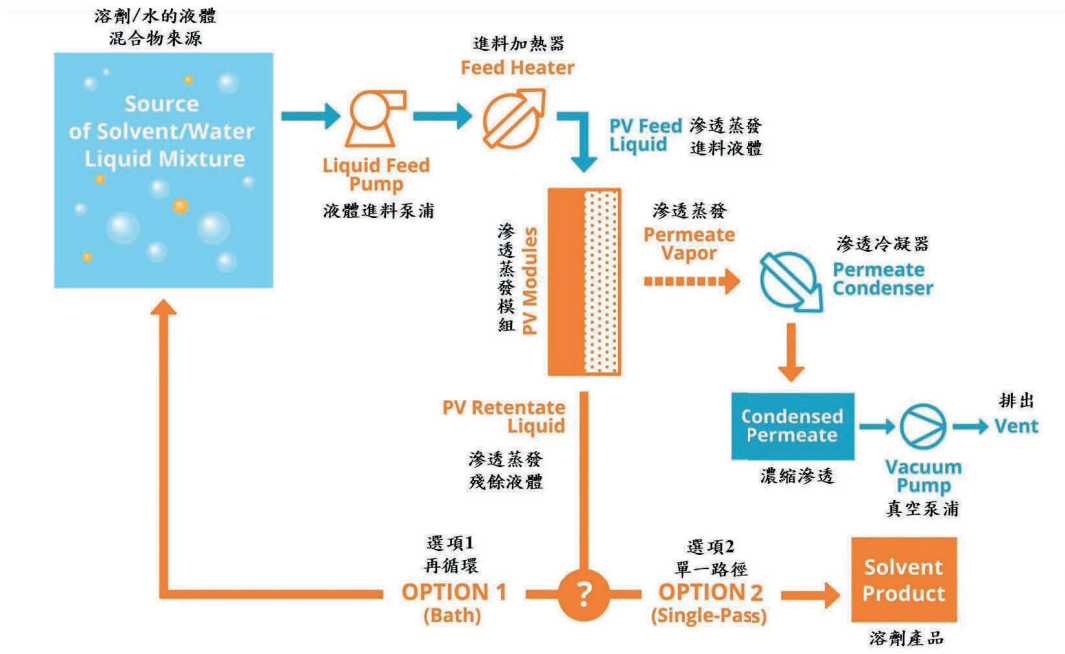 溶劑/水的液體
混合物來源
Source
of Solvent/Water
Liquid Mixture
Liquid Feed
Pump
液體進料泵浦
進料加熱器
Feed Heater
PV Feed
Liquid
滲透蒸發
進料液體
滲透蒸發模組
PV Modules
滲透蒸發
Permeate
Vapor
滲透冷凝器
Permeate
Condenser
Condensed
Permeate
濃缩滲透
Vacuum
Pump
真空泵浦
排出
Vent
PV Retentate
Liquid
滲透蒸發
殘餘液體
選項1
再循環
OPTION 1
(Bath)
?
選項2
單一路徑
OPTION 2
(Single-Pass)
Solvent
Product
溶劑產品